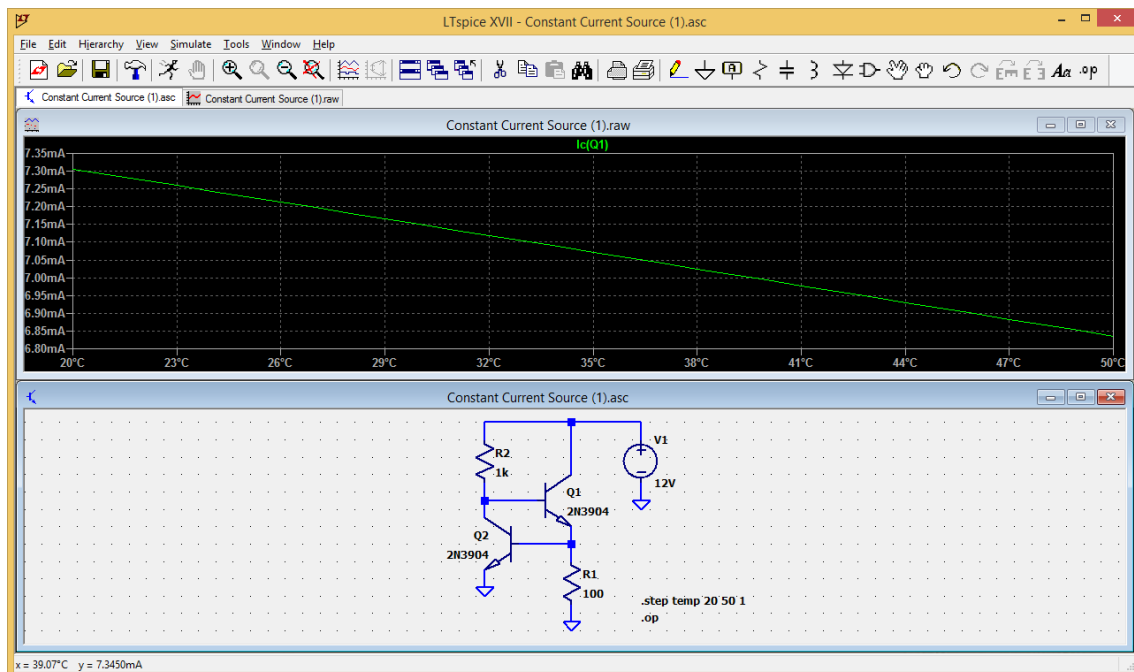 LTspice XVII - Constant Current Source (1).asc
File Edit Hierarchy View Simulate Tools Window Help
Aa .op
Constant Current Source (1).asc Constant Current Source (1).raw
Constant Current Source (1).raw
Ic(Q1)
7.35mA
7.30mA
7.25mA
7.20mA
7.15mA
7.10mA
7.05mA
7.00mA
6.95mA
6.90mA
6.85mA
6.80mA
20°C 23°C 26°C 29°C 32°C 35°C 38°C 41°C 44°C 47°C 50°C
Constant Current Source (1).asc
R2
1k
V1
12V
Q1
2N3904
Q2
2N3904
R1
100
.step temp 20 50 1
.op
x = 39.07°C y = 7.3450mA